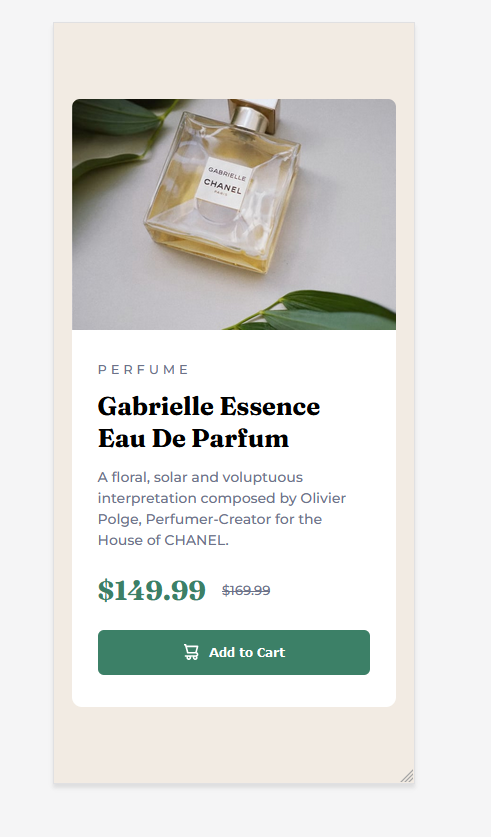 GABRIELLE
CHANEL
PARIS
PERFUME
Gabrielle Essence
Eau De Parfum
A floral, solar and voluptuous
interpretation composed by Olivier
Polge, Perfumer-Creator for the
House of CHANEL.
$149.99 $169.99
Add to Cart